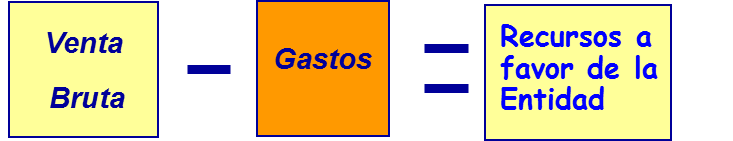 Venta
Bruta
−
Gastos
=
Recursos a
favor de la
Entidad